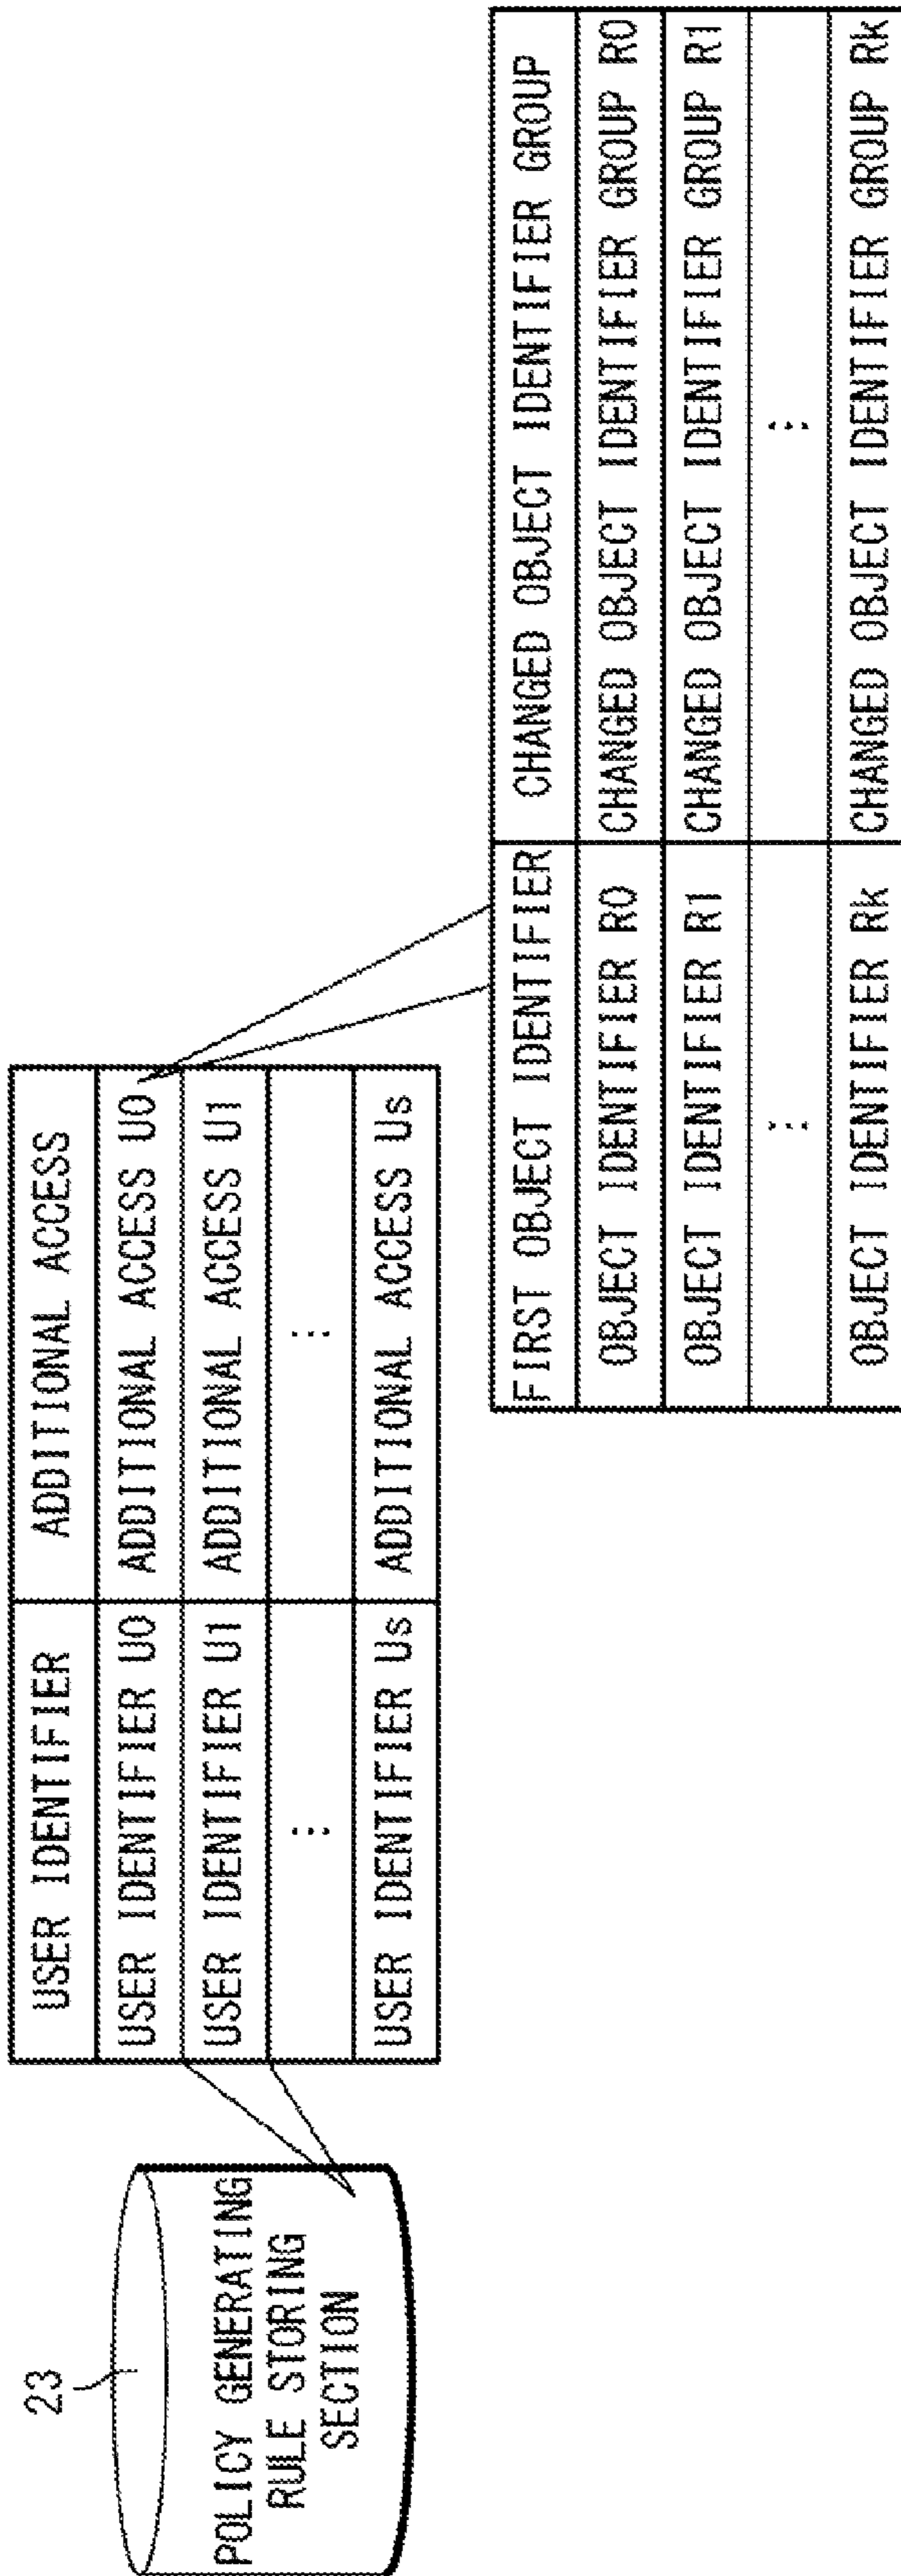 23
POLICY GENERATING
RULE STORING
SECTION
USER IDENTIFIER ADDITIONAL ACCESS
USER IDENTIFIER U0 ADDITIONAL ACCESS U0
USER IDENTIFIER U1 ADDITIONAL ACCESS U1
⋮ ⋮
USER IDENTIFIER Us ADDITIONAL ACCESS Us
FIRST OBJECT IDENTIFIER CHANGED OBJECT IDENTIFIER GROUP
OBJECT IDENTIFIER R0 CHANGED OBJECT IDENTIFIER GROUP R0
OBJECT IDENTIFIER R1 CHANGED OBJECT IDENTIFIER GROUP R1
⋮ ⋮
OBJECT IDENTIFIER Rk CHANGED OBJECT IDENTIFIER GROUP Rk